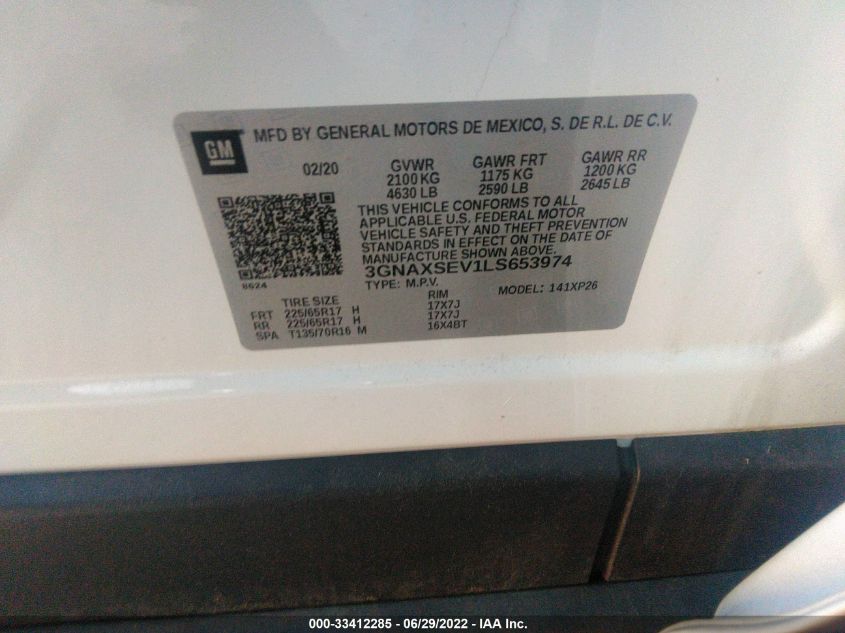 GM
MFD BY GENERAL MOTORS DE MEXICO, S. DE R.L. DE C.V.
02/20 GVWR GAWR FRT GAWR RR
2100 KG 1175 KG 1200 KG
4630 LB 2590 LB 2645 LB
THIS VEHICLE CONFORMS TO ALL
APPLICABLE U.S. FEDERAL MOTOR
VEHICLE SAFETY AND THEFT PREVENTION
STANDARDS IN EFFECT ON THE DATE OF
MANUFACTURE SHOWN ABOVE.
3GNAXSEV1LS653974
8624
TYPE: M.P.V. MODEL: 141XP26
TIRE SIZE RIM
FRT 225/65R17 H 17X7J
RR 225/65R17 H 17X7J
SPA T135/70R16 M 16X4BT
000-33412285 / 06/29/2022 - IAA Inc.